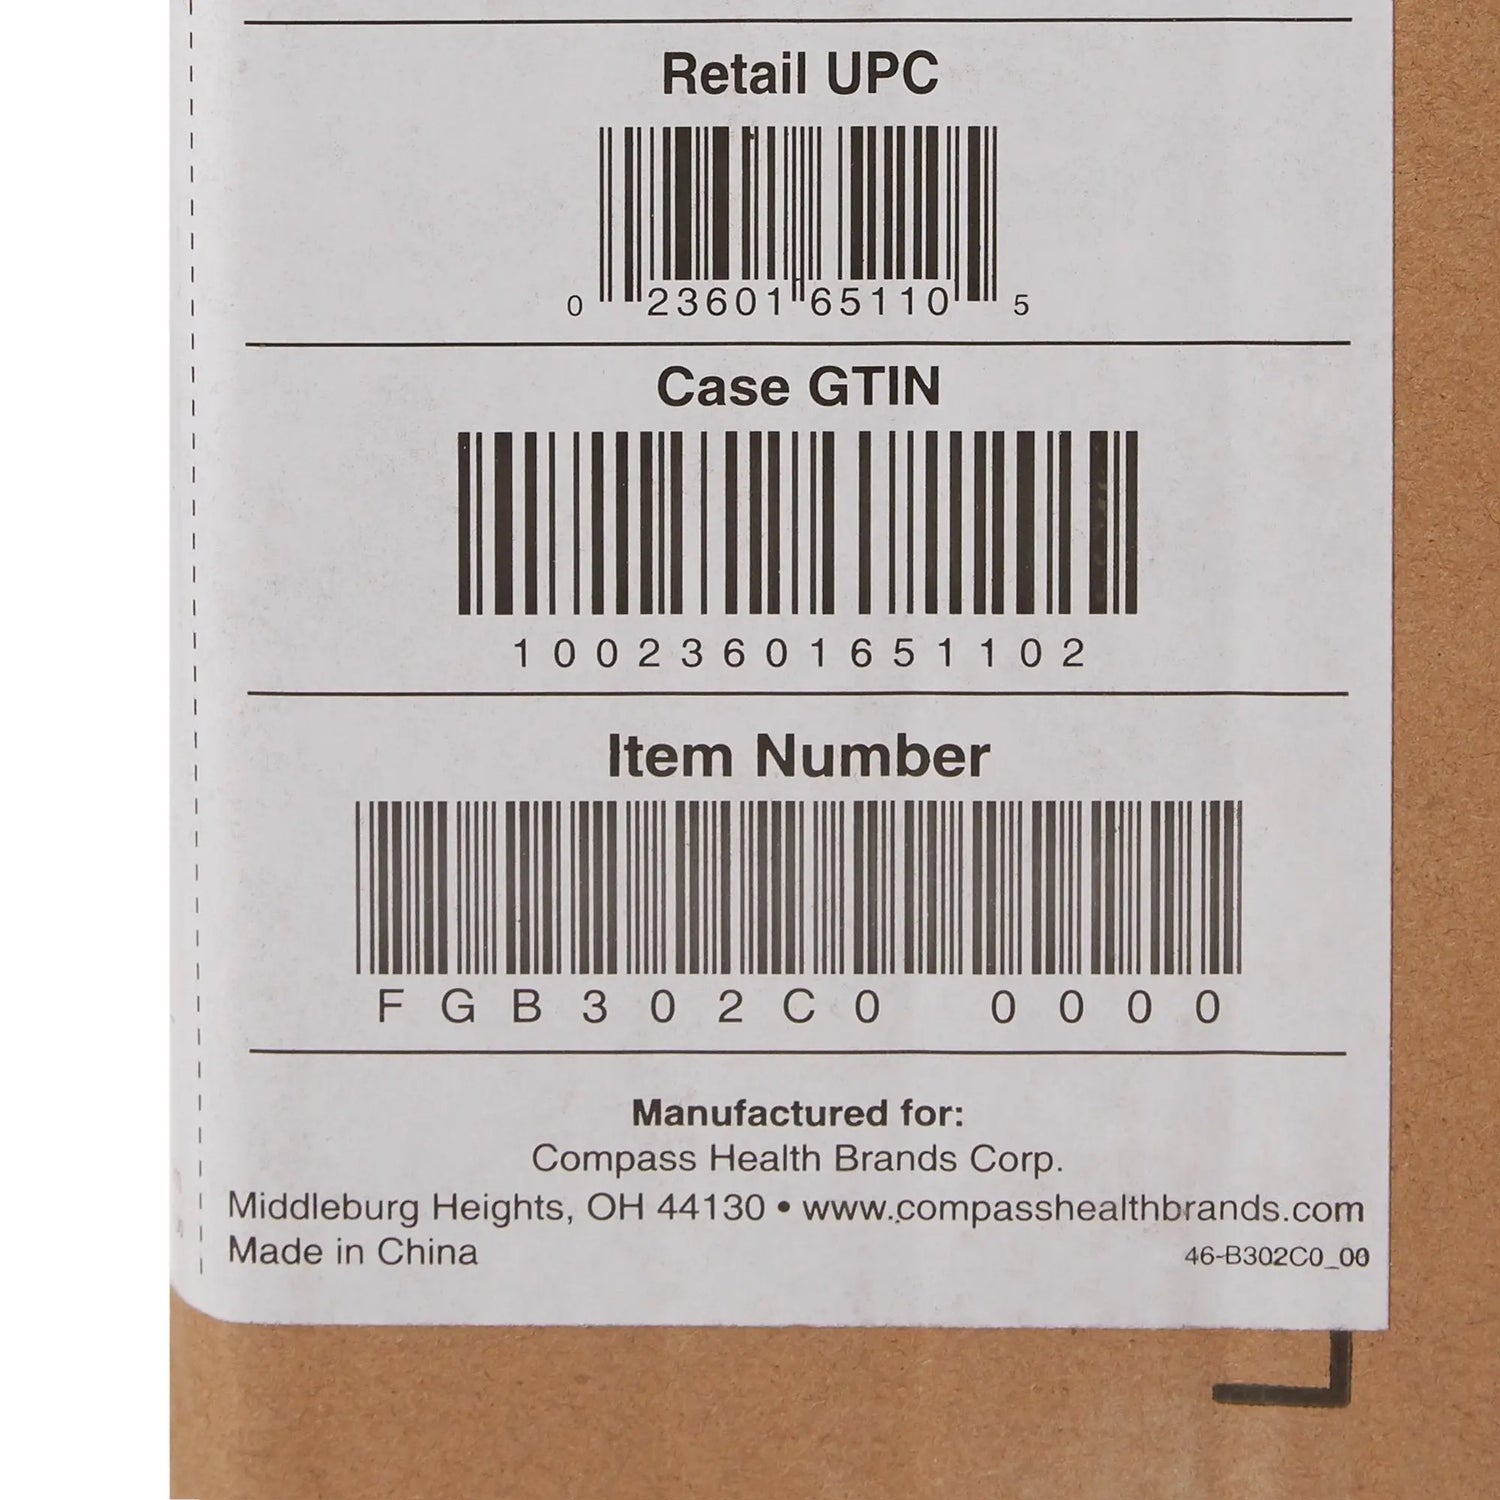 Retail UPC
0 23601 65110 5
Case GTIN
10023601651102
Item Number
FGB302C0 0000
Manufactured for:
Compass Health Brands Corp.
Middleburg Heights, OH 44130 • www.compasshealthbrands.com
Made in China
46-B302C0_00